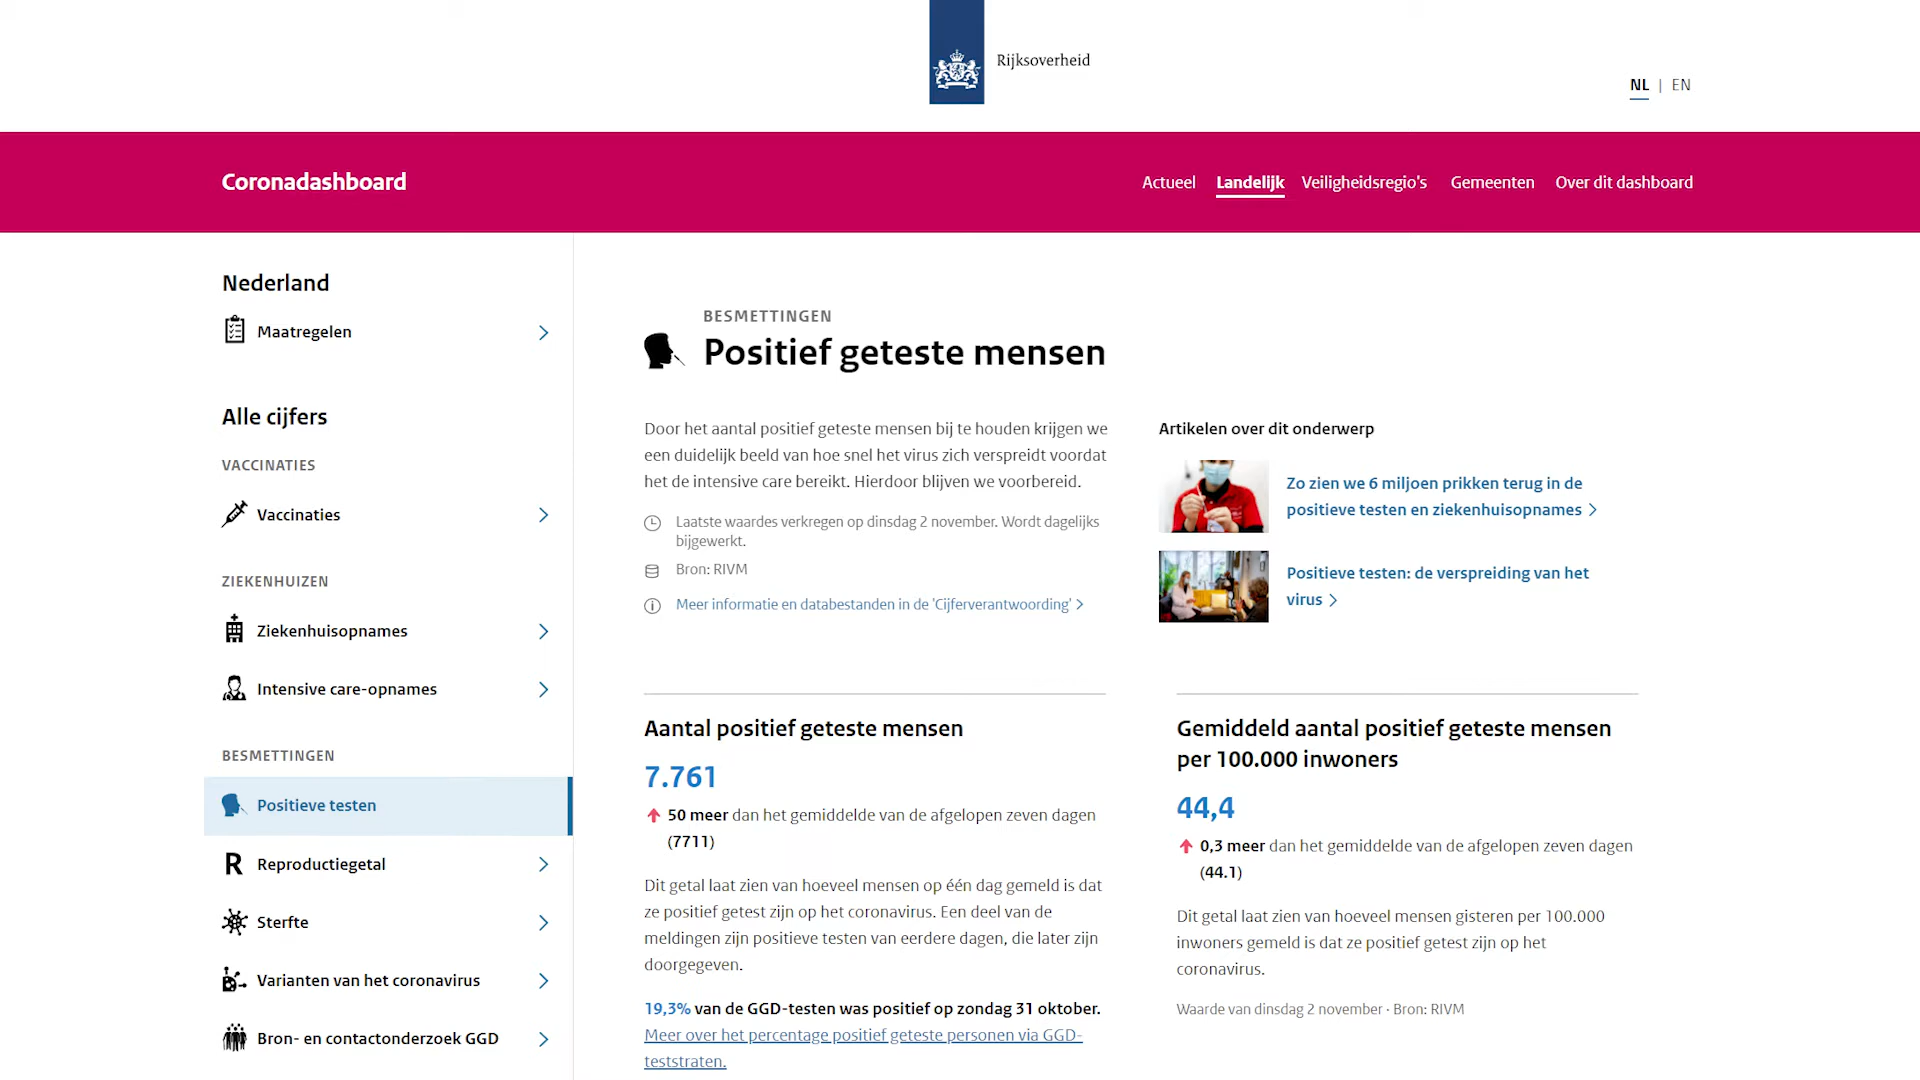 Rijksoverheid
NL | EN
Coronadashboard
Actueel Landelijk Veiligheidsregio's Gemeenten Over dit dashboard
Nederland
Maatregelen
Alle cijfers
VACCINATIES
Vaccinaties
ZIEKENHUIZEN
Ziekenhuisopnames
Intensive care-opnames
BESMETTINGEN
Positieve testen
R Reproductiegetal
Sterfte
Varianten van het coronavirus
Bron- en contactonderzoek GGD
BESMETTINGEN
Positief geteste mensen
Door het aantal positief geteste mensen bij te houden krijgen we
een duidelijk beeld van hoe snel het virus zich verspreidt voordat
het de intensive care bereikt. Hierdoor blijven we voorbereid.
Laatste waardes verkregen op dinsdag 2 november. Wordt dagelijks
bijgewerkt.
Bron: RIVM
Meer informatie en databestanden in de 'Cijferverantwoording'
Artikelen over dit onderwerp
Zo zien we 6 miljoen prikken terug in de
positieve testen en ziekenhuisopnames
Positieve testen: de verspreiding van het
virus
Aantal positief geteste mensen
7.761
50 meer dan het gemiddelde van de afgelopen zeven dagen
(7711)
Dit getal laat zien van hoeveel mensen op één dag gemeld is dat
ze positief getest zijn op het coronavirus. Een deel van de
meldingen zijn positieve testen van eerdere dagen, die later zijn
doorgegeven.
19,3% van de GGD-testen was positief op zondag 31 oktober.
Meer over het percentage positief geteste personen via GGD-
teststraten.
Gemiddeld aantal positief geteste mensen
per 100.000 inwoners
44,4
0,3 meer dan het gemiddelde van de afgelopen zeven dagen
(44.1)
Dit getal laat zien van hoeveel mensen gisteren per 100.000
inwoners gemeld is dat ze positief getest zijn op het
coronavirus.
Waarde van dinsdag 2 november · Bron: RIVM